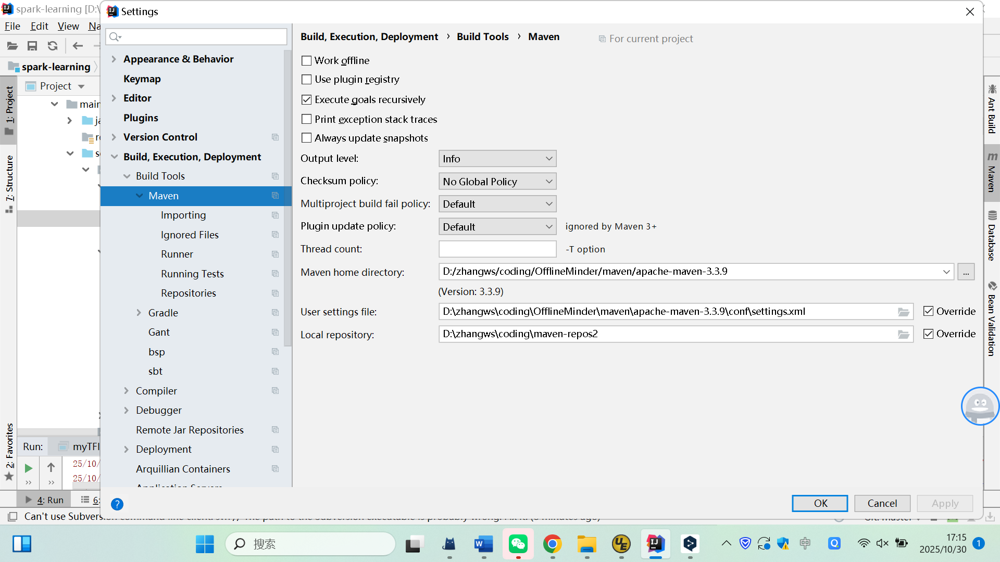 spark-learning [D:\
Settings
File Edit View Na
spark-learning
Project
main
1: Project
7: Structure
2: Favorites
Appearance & Behavior
Keymap
Editor
Plugins
Version Control
Build, Execution, Deployment
Build Tools
Maven
Importing
Ignored Files
Runner
Running Tests
Repositories
Gradle
Gant
bsp
sbt
Compiler
Debugger
Remote Jar Repositories
Deployment
Arquillian Containers
Build, Execution, Deployment › Build Tools › Maven For current project
Work offline
Use plugin registry
Execute goals recursively
Print exception stack traces
Always update snapshots
Output level: Info
Checksum policy: No Global Policy
Multiproject build fail policy: Default
Plugin update policy: Default ignored by Maven 3+
Thread count: -T option
Maven home directory: D:/zhangws/coding/OfflineMinder/maven/apache-maven-3.3.9 ...
(Version: 3.3.9)
User settings file: D:\zhangws\coding\OfflineMinder\maven\apache-maven-3.3.9\conf\settings.xml Override
Local repository: D:\zhangws\coding\maven-repos2 Override
Ant Build
Maven
Database
Bean Validation
Run: myTFI
25/10/
25/10/
4: Run 6:
? OK Cancel Apply
Can't use Subvers
搜索
中
17:15
2025/10/30
1